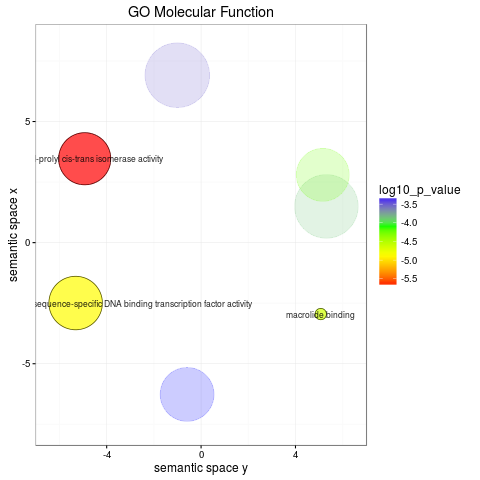 GO Molecular Function
5
0
-5
-4
0
4
semantic space x
semantic space y
-prolyl cis-trans isomerase activity
sequence-specific DNA binding transcription factor activity
macrolide binding
log10_p_value
-3.5
-4.0
-4.5
-5.0
-5.5